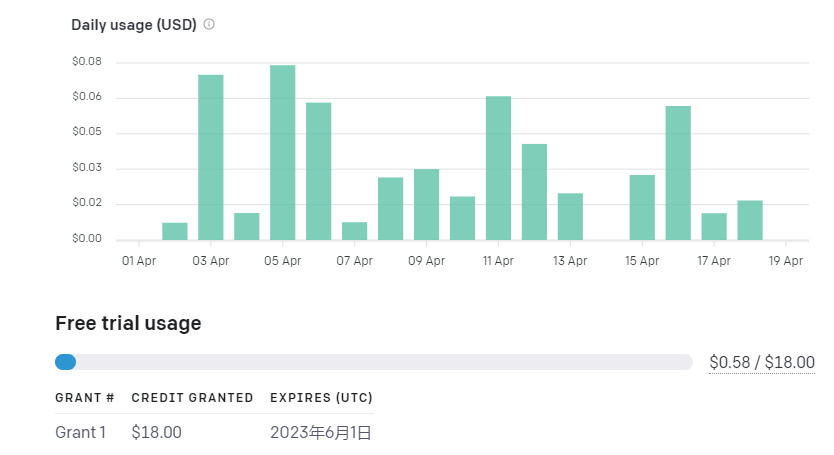 Daily usage (USD)
$0.08
$0.06
$0.05
$0.03
$0.02
$0.00
01 Apr 03 Apr 05 Apr 07 Apr 09 Apr 11 Apr 13 Apr 15 Apr 17 Apr 19 Apr
Free trial usage
$0.58 / $18.00
GRANT # CREDIT GRANTED EXPIRES (UTC)
Grant 1 $18.00 2023年6月1日